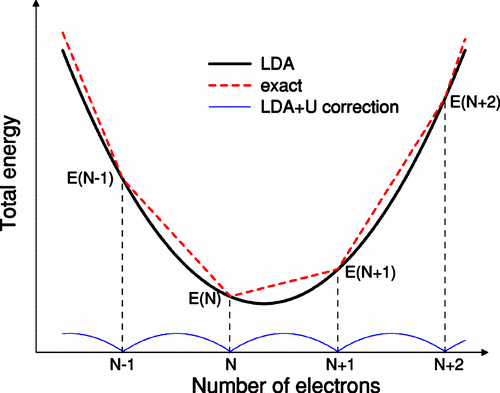 LDA
exact
LDA+U correction
E(N+2)
E(N-1)
E(N)
E(N+1)
Total energy
N-1 N N+1 N+2
Number of electrons